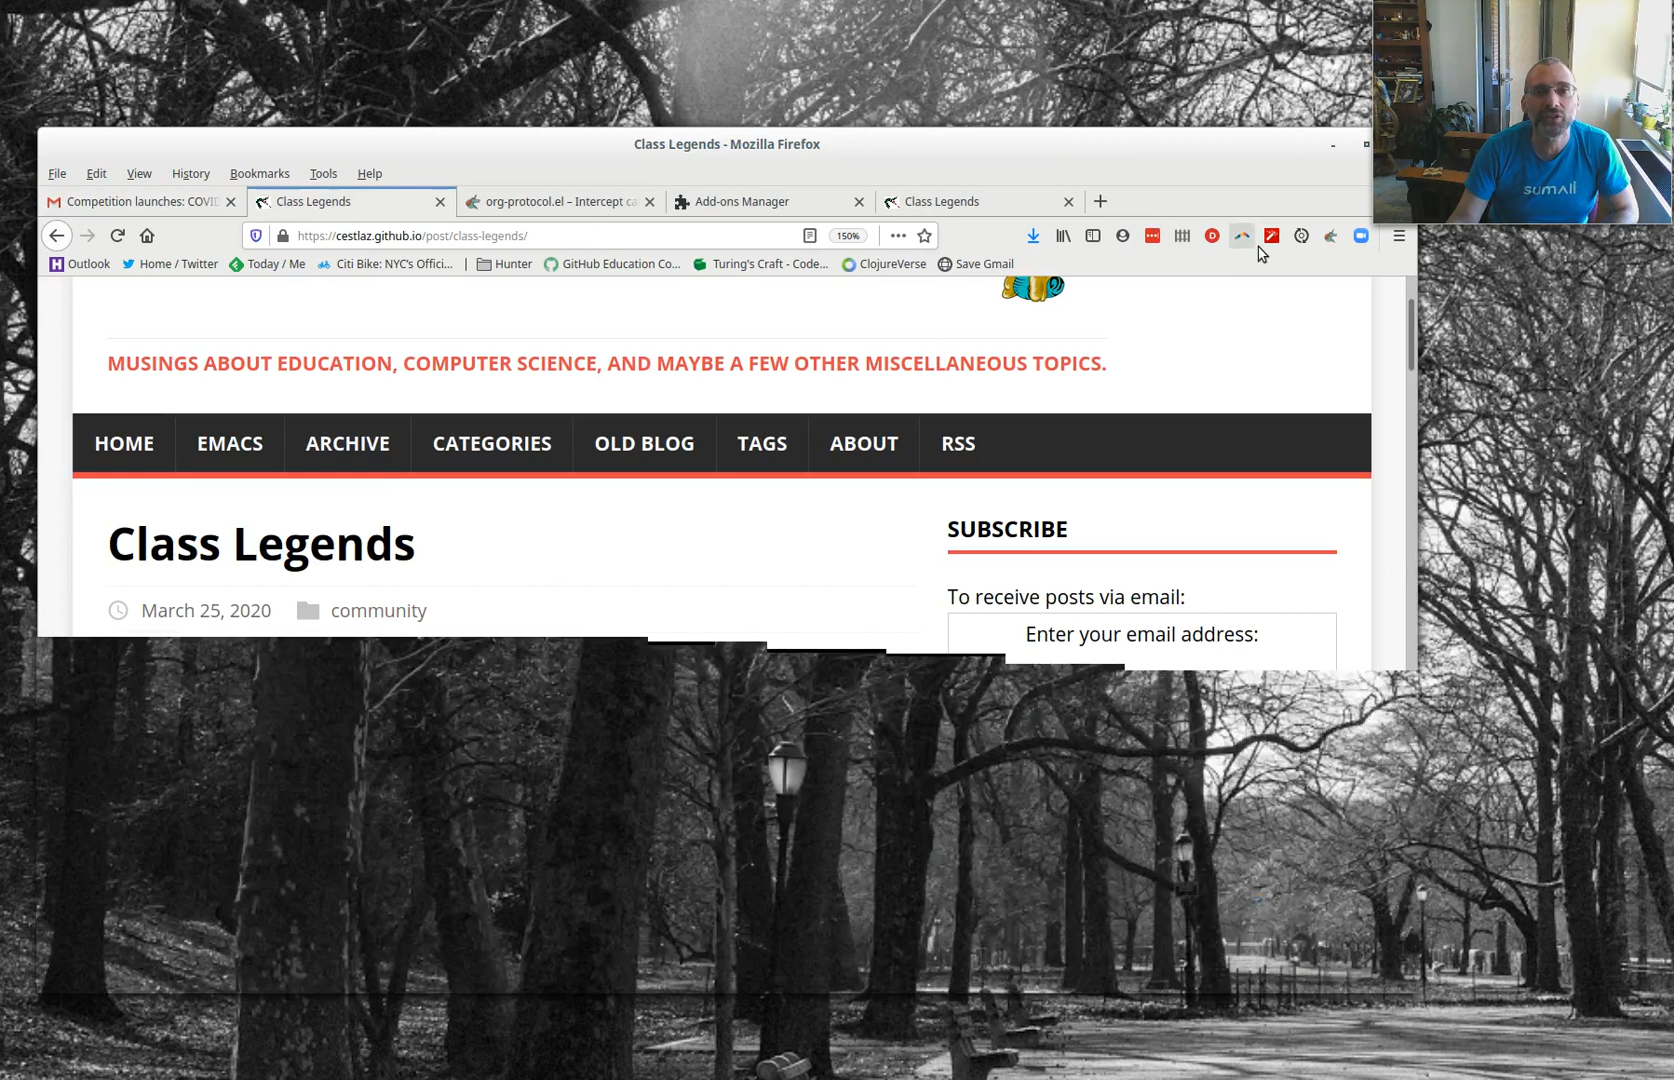 Class Legends - Mozilla Firefox
File Edit View History Bookmarks Tools Help
Competition launches: COVID
Class Legends
org-protocol.el – Intercept ca
Add-ons Manager
Class Legends
https://cestlaz.github.io/post/class-legends/
150%
Outlook
Home / Twitter
Today / Me
Citi Bike: NYC's Offici...
Hunter
GitHub Education Co...
Turing's Craft - Code...
ClojureVerse
Save Gmail
MUSINGS ABOUT EDUCATION, COMPUTER SCIENCE, AND MAYBE A FEW OTHER MISCELLANEOUS TOPICS.
HOME EMACS ARCHIVE CATEGORIES OLD BLOG TAGS ABOUT RSS
Class Legends
March 25, 2020 community
SUBSCRIBE
To receive posts via email:
Enter your email address:
sumall